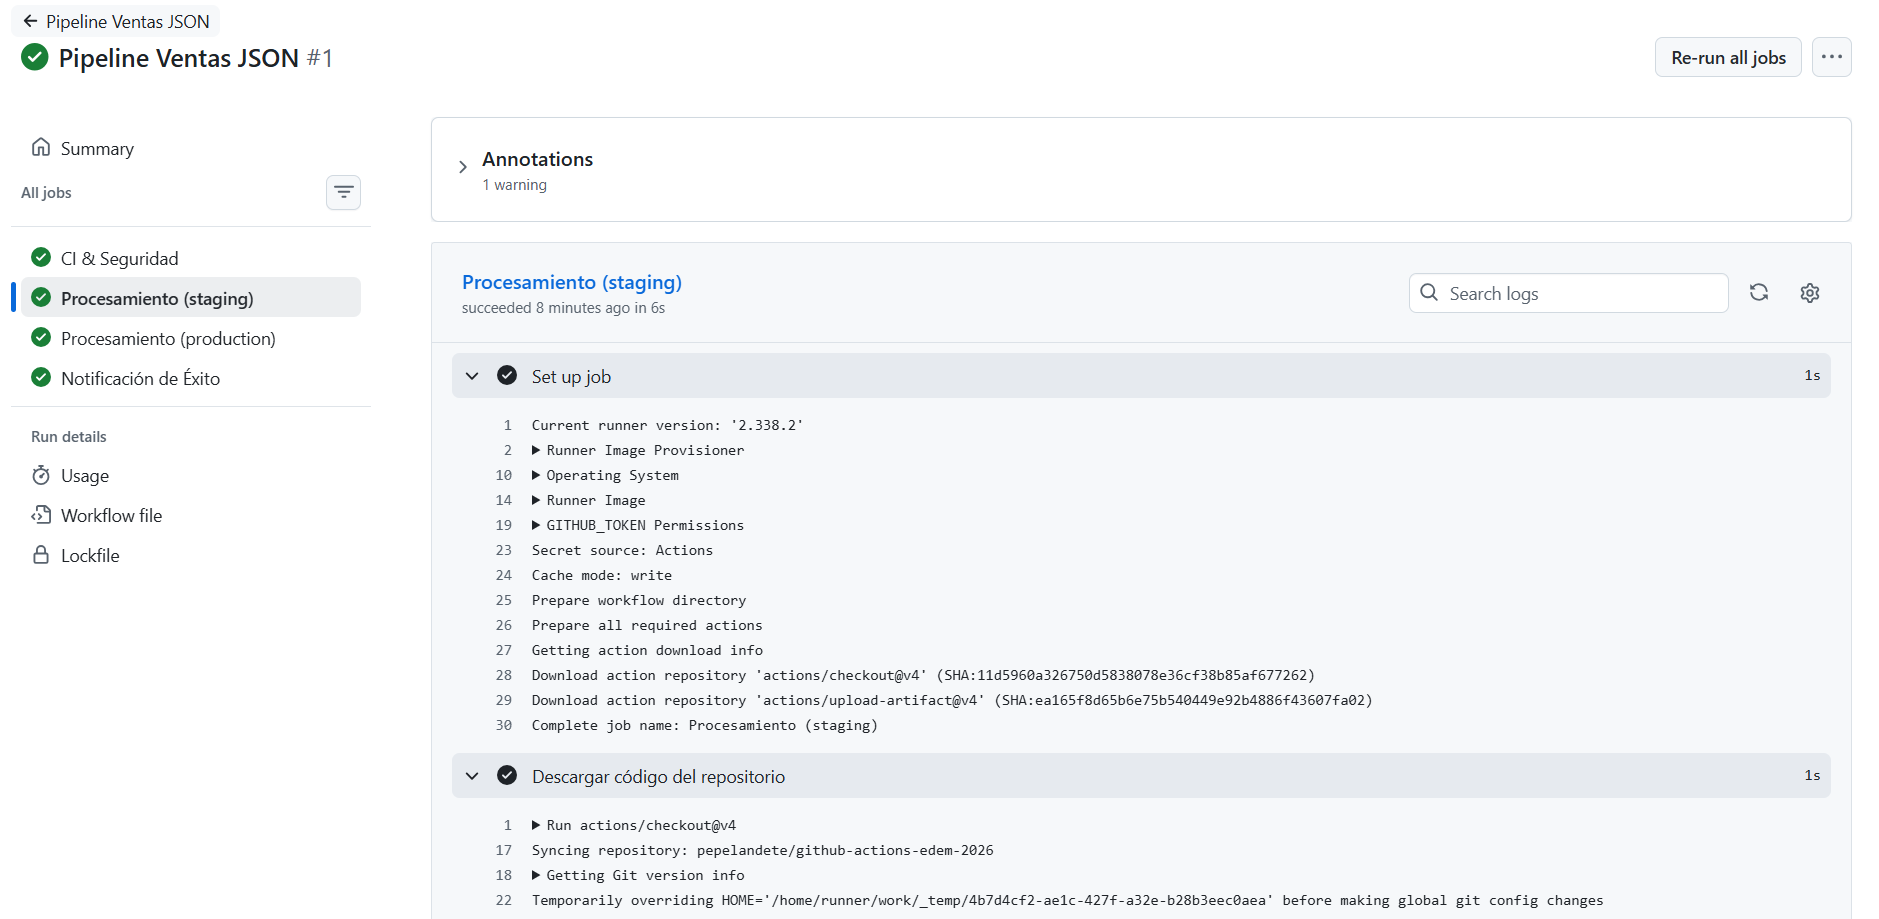 Pipeline Ventas JSON
Pipeline Ventas JSON #1
Re-run all jobs
Summary
All jobs
CI & Seguridad
Procesamiento (staging)
Procesamiento (production)
Notificación de Éxito
Run details
Usage
Workflow file
Lockfile
Annotations
1 warning
Procesamiento (staging)
succeeded 8 minutes ago in 6s
Search logs
Set up job 1s
1 Current runner version: '2.338.2'
2 Runner Image Provisioner
10 Operating System
14 Runner Image
19 GITHUB_TOKEN Permissions
23 Secret source: Actions
24 Cache mode: write
25 Prepare workflow directory
26 Prepare all required actions
27 Getting action download info
28 Download action repository 'actions/checkout@v4' (SHA:11d5960a326750d5838078e36cf38b85af677262)
29 Download action repository 'actions/upload-artifact@v4' (SHA:ea165f8d65b6e75b540449e92b4886f43607fa02)
30 Complete job name: Procesamiento (staging)
Descargar código del repositorio 1s
1 Run actions/checkout@v4
17 Syncing repository: pepelandete/github-actions-edem-2026
18 Getting Git version info
22 Temporarily overriding HOME='/home/runner/work/_temp/4b7d4cf2-ae1c-427f-a32e-b28b3eec0aea' before making global git config changes